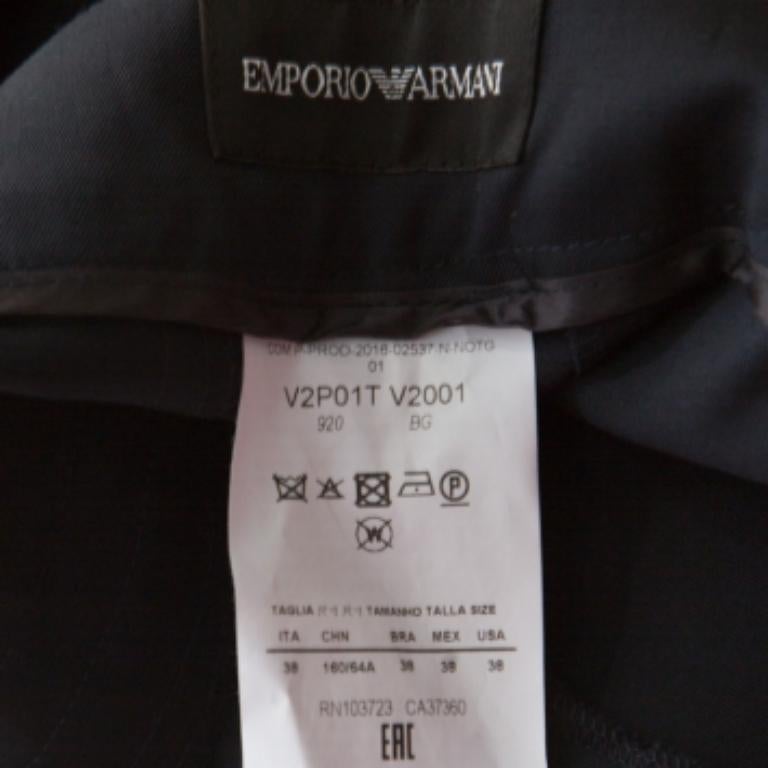 EMPORIO ARMANI
COM P-PROD-2016-02537-N-NOTG
01
V2P01T V2001
920 BG
P
W
TAGLIA TAMANHO TALLA SIZE
ITA CHN BRA MEX USA
38 160/64A 38 38 38
RN103723 CA37360
EAC